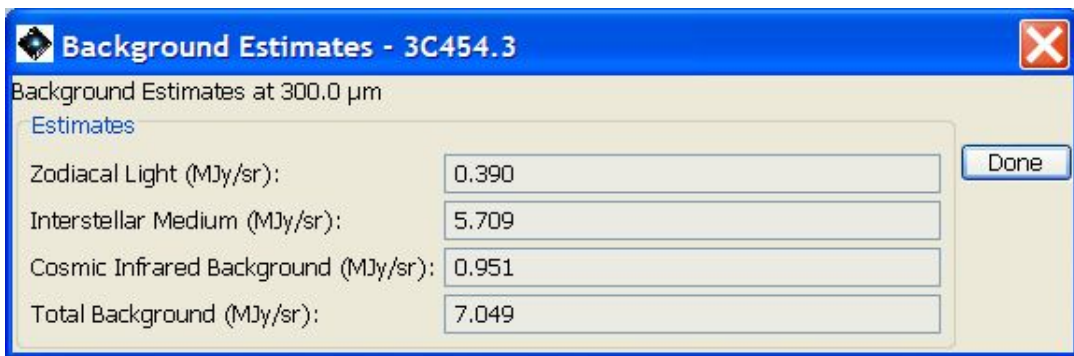 Background Estimates - 3C454.3
Background Estimates at 300.0 µm
Estimates
Zodiacal Light (MJy/sr): 0.390
Done
Interstellar Medium (MJy/sr): 5.709
Cosmic Infrared Background (MJy/sr): 0.951
Total Background (MJy/sr): 7.049